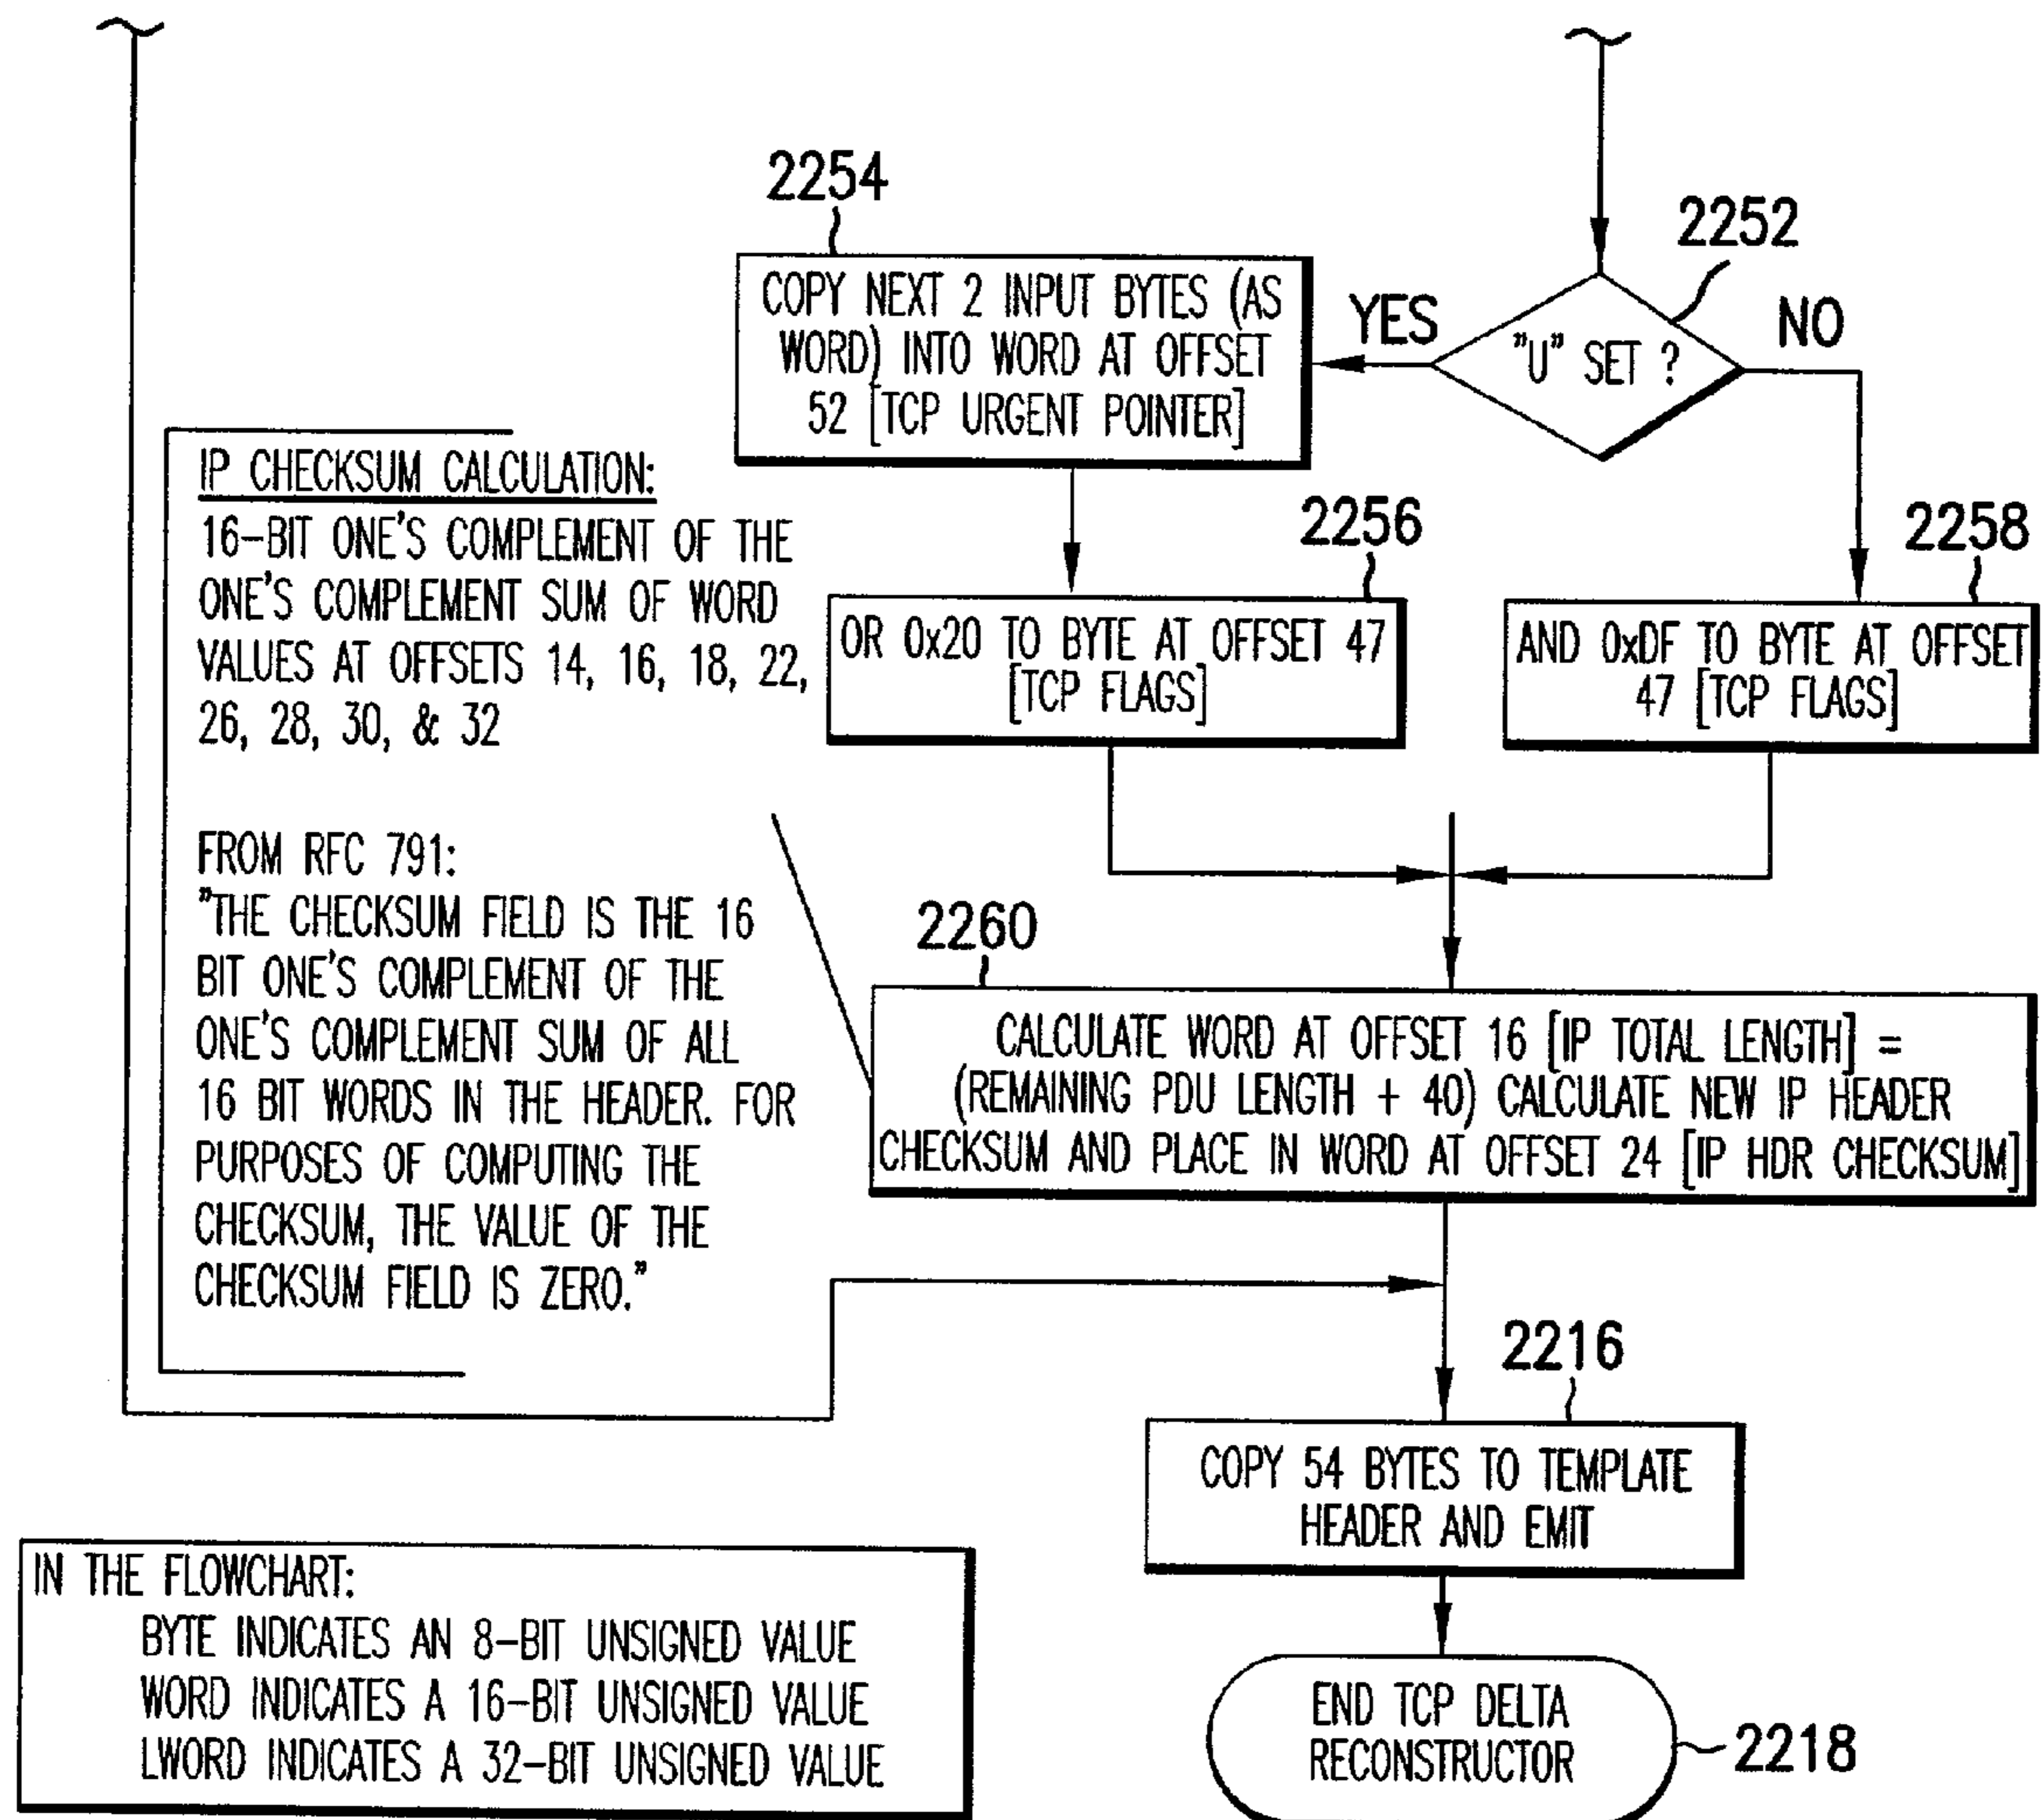 2254
COPY NEXT 2 INPUT BYTES (AS
WORD) INTO WORD AT OFFSET
52 [TCP URGENT POINTER]
2252
YES
"U" SET ?
NO
IP CHECKSUM CALCULATION:
16-BIT ONE'S COMPLEMENT OF THE
ONE'S COMPLEMENT SUM OF WORD
VALUES AT OFFSETS 14, 16, 18, 22,
26, 28, 30, & 32
FROM RFC 791:
"THE CHECKSUM FIELD IS THE 16
BIT ONE'S COMPLEMENT OF THE
ONE'S COMPLEMENT SUM OF ALL
16 BIT WORDS IN THE HEADER. FOR
PURPOSES OF COMPUTING THE
CHECKSUM, THE VALUE OF THE
CHECKSUM FIELD IS ZERO."
2256
OR 0x20 TO BYTE AT OFFSET 47
[TCP FLAGS]
2258
AND 0xDF TO BYTE AT OFFSET
47 [TCP FLAGS]
2260
CALCULATE WORD AT OFFSET 16 [IP TOTAL LENGTH] =
(REMAINING PDU LENGTH + 40) CALCULATE NEW IP HEADER
CHECKSUM AND PLACE IN WORD AT OFFSET 24 [IP HDR CHECKSUM]
2216
COPY 54 BYTES TO TEMPLATE
HEADER AND EMIT
END TCP DELTA
RECONSTRUCTOR
2218
IN THE FLOWCHART:
BYTE INDICATES AN 8-BIT UNSIGNED VALUE
WORD INDICATES A 16-BIT UNSIGNED VALUE
LWORD INDICATES A 32-BIT UNSIGNED VALUE